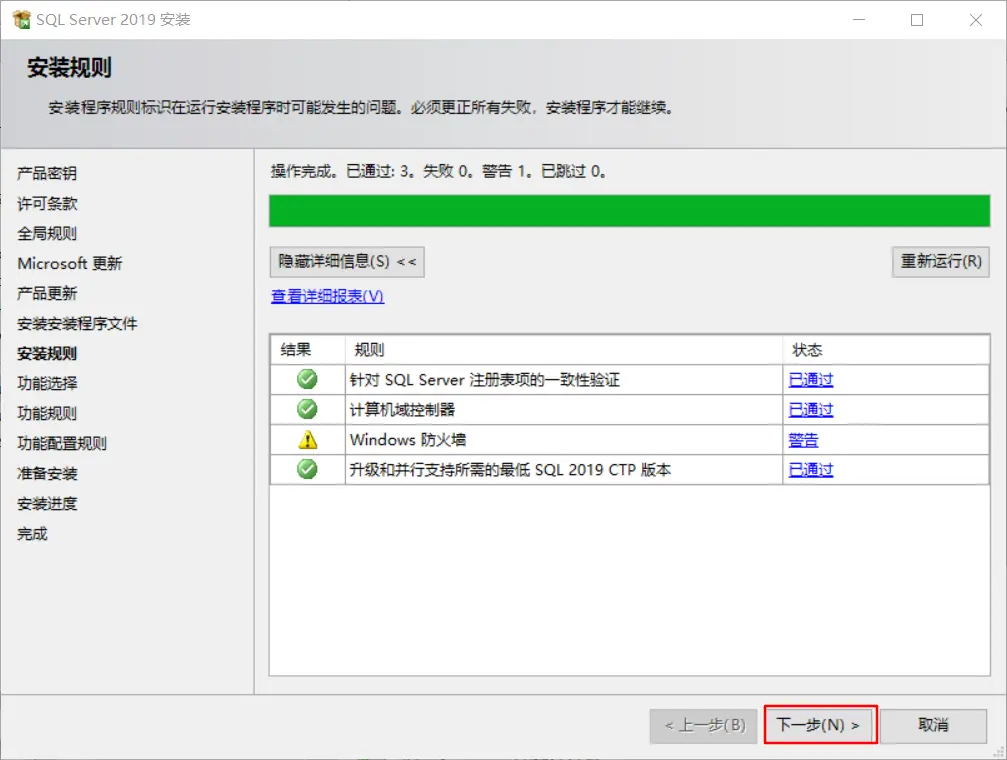 SQL Server 2019 安装
安装规则
安装程序规则标识在运行安装程序时可能发生的问题。必须更正所有失败，安装程序才能继续。
产品密钥
许可条款
全局规则
Microsoft 更新
产品更新
安装安装程序文件
安装规则
功能选择
功能规则
功能配置规则
准备安装
安装进度
完成
操作完成。已通过: 3。失败 0。警告 1。已跳过 0。
隐藏详细信息(S) <<
重新运行(R)
查看详细报表(V)
结果 规则 状态
针对 SQL Server 注册表项的一致性验证 已通过
计算机域控制器 已通过
Windows 防火墙 警告
升级和并行支持所需的最低 SQL 2019 CTP 版本 已通过
< 上一步(B) 下一步(N) > 取消